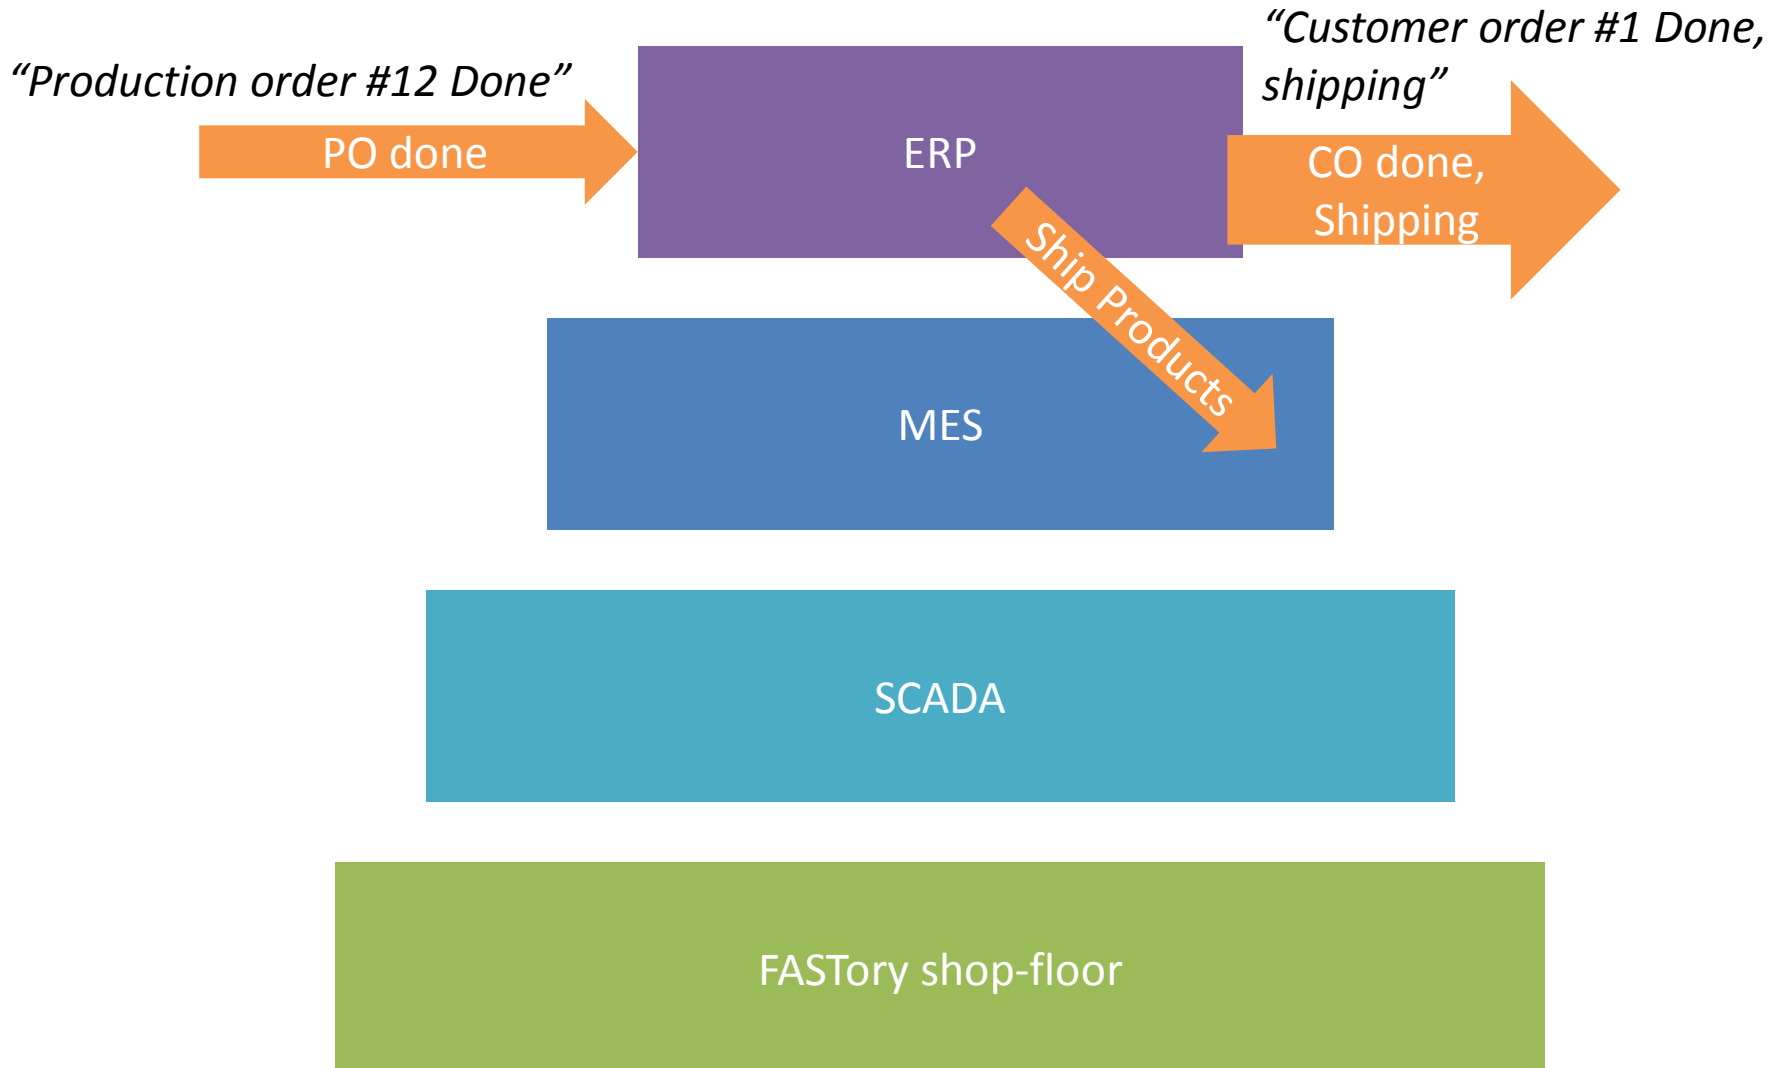 “Customer order #1 Done,
shipping”
“Production order #12 Done”
PO done
ERP
CO done,
Shipping
Ship Products
MES
SCADA
FASTory shop-floor